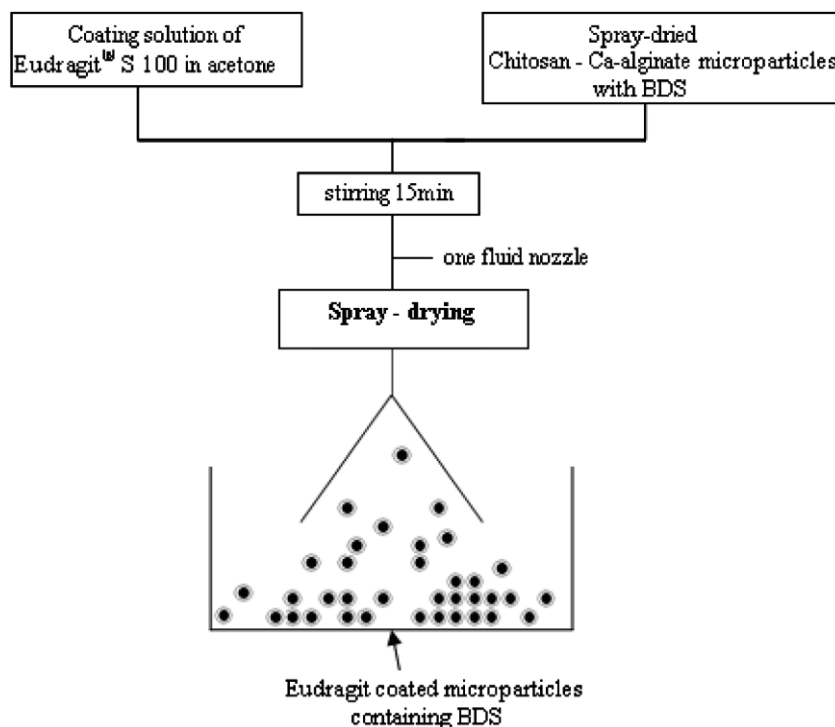 Coating solution of
Eudragit® S 100 in acetone
Spray-dried
Chitosan - Ca-alginate microparticles
with BDS
stirring 15min
one fluid nozzle
Spray - drying
Eudragit coated microparticles
containing BDS